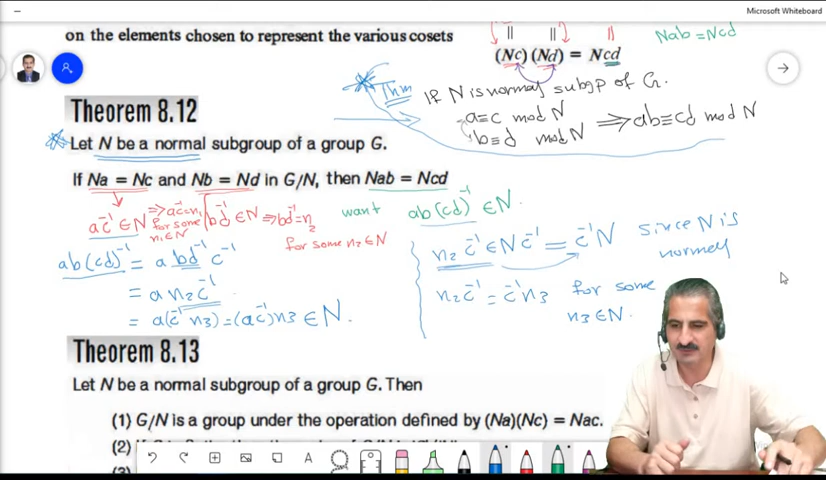 Microsoft Whiteboard
on the elements chosen to represent the various cosets
(Nc)(Nd) = Ncd
Nab = Ncd
Thm If N is normal subgp of G.
a≡c mod N
b≡d mod N ⟹ ab≡cd mod N
Theorem 8.12
Let N be a normal subgroup of a group G.
If Na = Nc and Nb = Nd in G/N, then Nab = Ncd
ac⁻¹ ∈ N ⟹ ac⁻¹=n₁ for some n₁∈N
bd⁻¹ ∈ N ⟹ bd⁻¹=n₂ for some n₂∈N
want ab(cd)⁻¹ ∈ N.
ab(cd)⁻¹ = a bd⁻¹ c⁻¹
= a n₂c⁻¹
= a(c⁻¹ n₃)=(ac⁻¹)n₃ ∈ N.
n₂ c⁻¹ ∈ Nc⁻¹ = c⁻¹N since N is normal
n₂c⁻¹ = c⁻¹n₃ for some n₃∈N.
Theorem 8.13
Let N be a normal subgroup of a group G. Then
(1) G/N is a group under the operation defined by (Na)(Nc) = Nac.
(2)